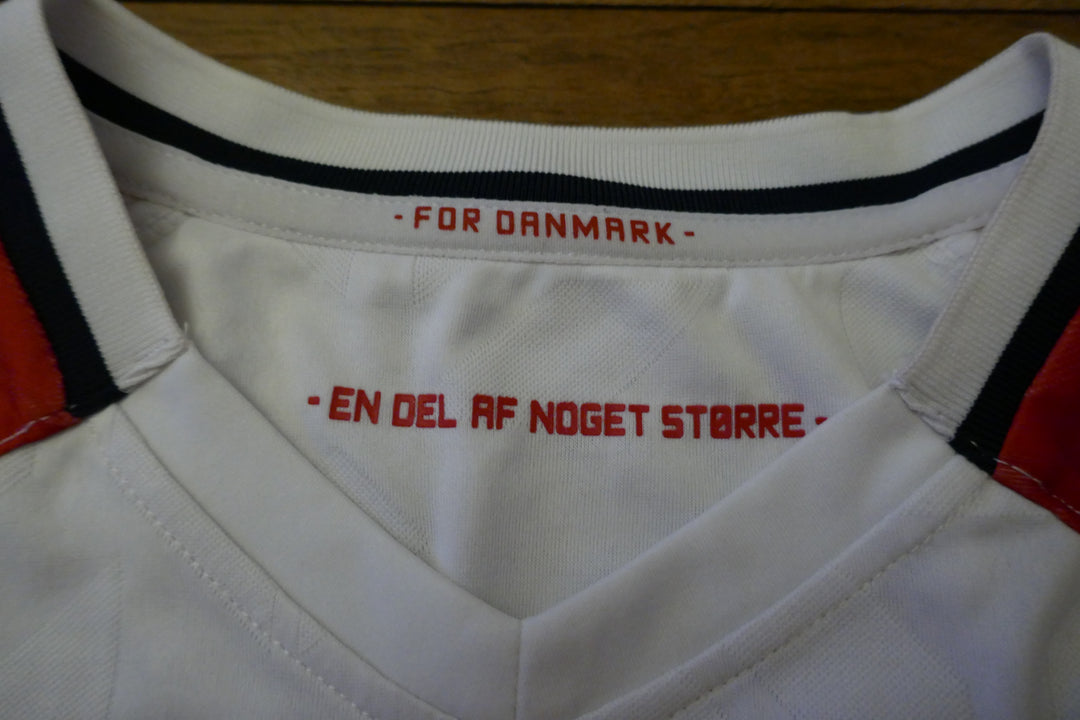 - FOR DANMARK -
- EN DEL AF NOGET STØRRE -